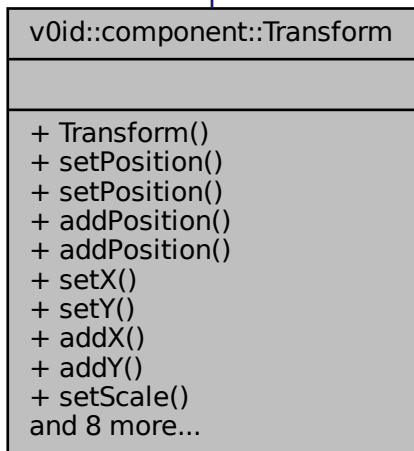 v0id::component::Transform
+ Transform()
+ setPosition()
+ setPosition()
+ addPosition()
+ addPosition()
+ setX()
+ setY()
+ addX()
+ addY()
+ setScale()
and 8 more...